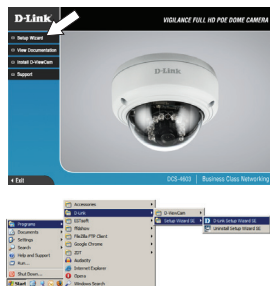 D-Link
VIGILANCE FULL HD POE DOME CAMERA
Setup Wizard
View Documentation
Install D-ViewCam
Support
D-Link
Exit
DCS-4603 | Business Class Networking
Accessories
Programs
D-Link
D-ViewCam
Documents
Setup Wizard SE
D-Link Setup Wizard SE
Settings
Uninstall Setup Wizard SE
Search
FileZilla FTP Client
Help and Support
Google Chrome
Run...
Audacity
Internet Explorer
Shut Down...
Opera
Start
Windows Search